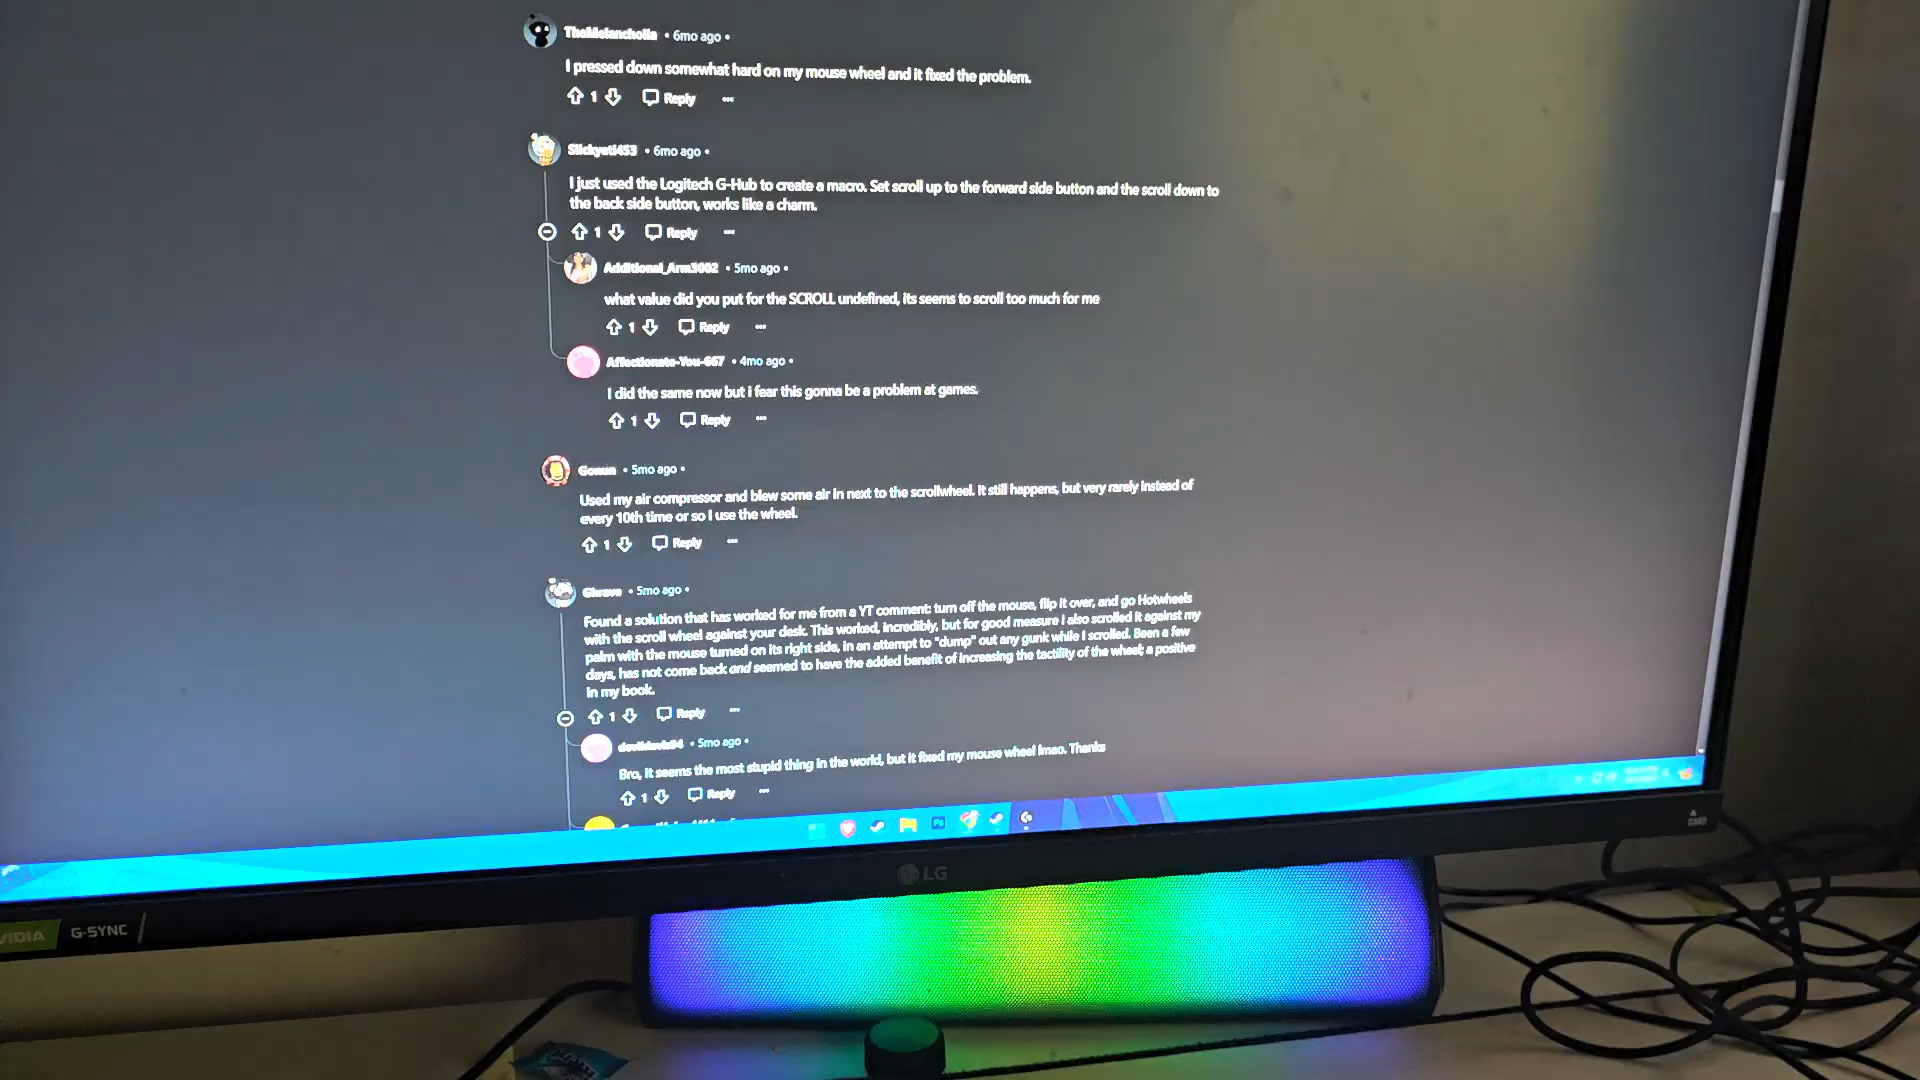 TheMelancholia • 6mo ago •
I pressed down somewhat hard on my mouse wheel and it fixed the problem.
1 Reply ...
Slickyeti453 • 6mo ago •
I just used the Logitech G-Hub to create a macro. Set scroll up to the forward side button and the scroll down to
the back side button, works like a charm.
1 Reply ...
Additional_Arm3002 • 5mo ago •
what value did you put for the SCROLL undefined, its seems to scroll too much for me
1 Reply ...
Affectionate-You-667 • 4mo ago •
I did the same now but i fear this gonna be a problem at games.
1 Reply ...
• 5mo ago •
Used my air compressor and blew some air in next to the scrollwheel. It still happens, but very rarely instead of
every 10th time or so I use the wheel.
1 Reply ...
• 5mo ago •
Found a solution that has worked for me from a YT comment: turn off the mouse, flip it over, and go Hotwheels
with the scroll wheel against your desk. This worked, incredibly, but for good measure I also scrolled it against my
palm with the mouse turned on its right side, in an attempt to "dump" out any gunk while I scrolled. Been a few
days, has not come back and seemed to have the added benefit of increasing the tactility of the wheel; a positive
in my book.
1 Reply ...
• 5mo ago •
Bro, it seems the most stupid thing in the world, but it fixed my mouse wheel lmao. Thanks
1 Reply ...
Ps
LG
VIDIA G-SYNC